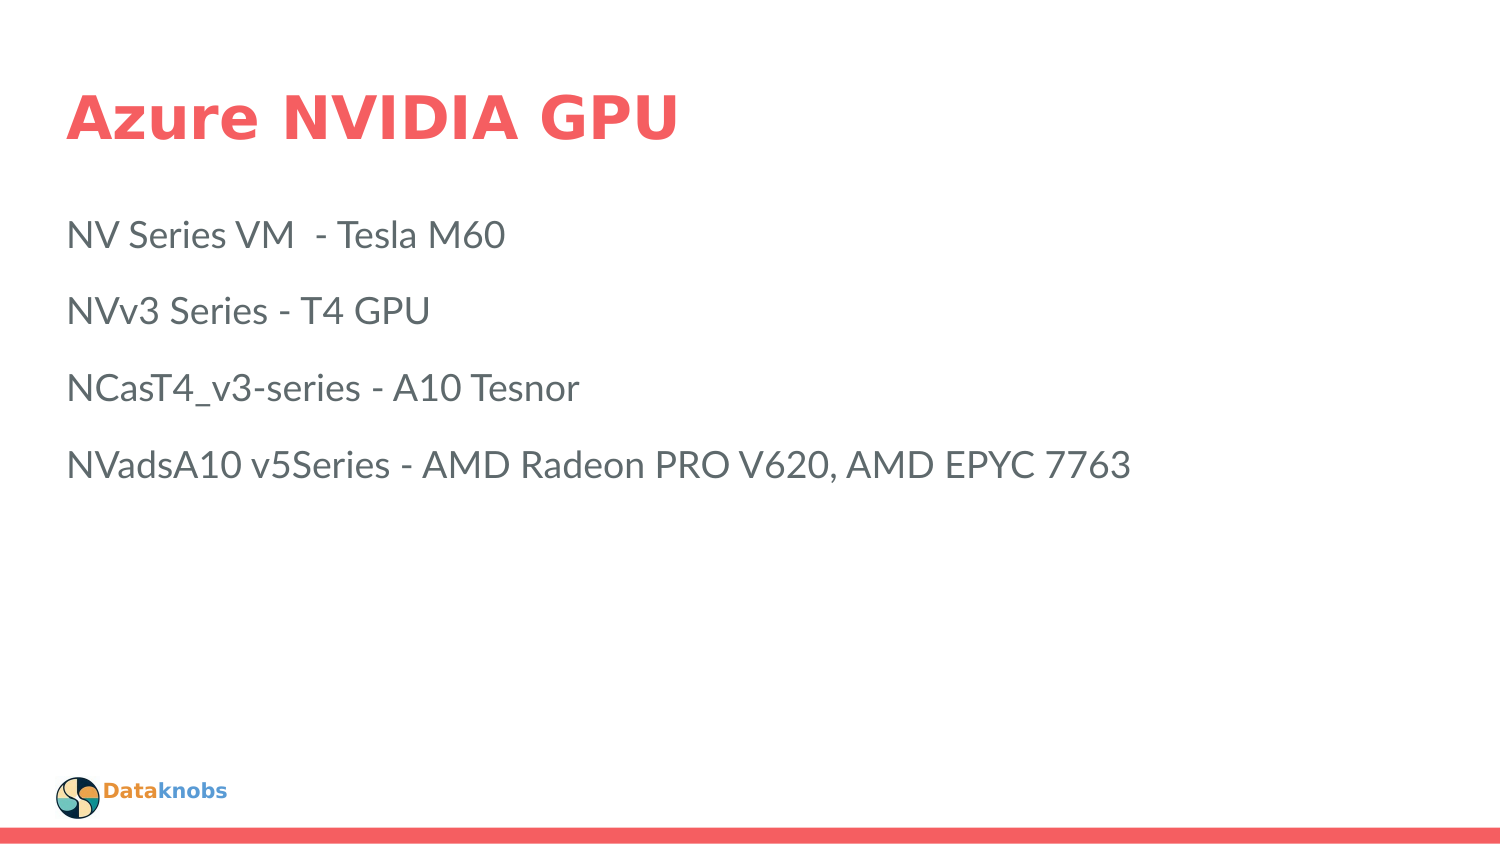 Azure NVIDIA GPU
NV Series VM  - Tesla M60
NVv3 Series - T4 GPU
NCasT4_v3-series - A10 Tesnor
NVadsA10 v5Series - AMD Radeon PRO V620, AMD EPYC 7763
Dataknobs